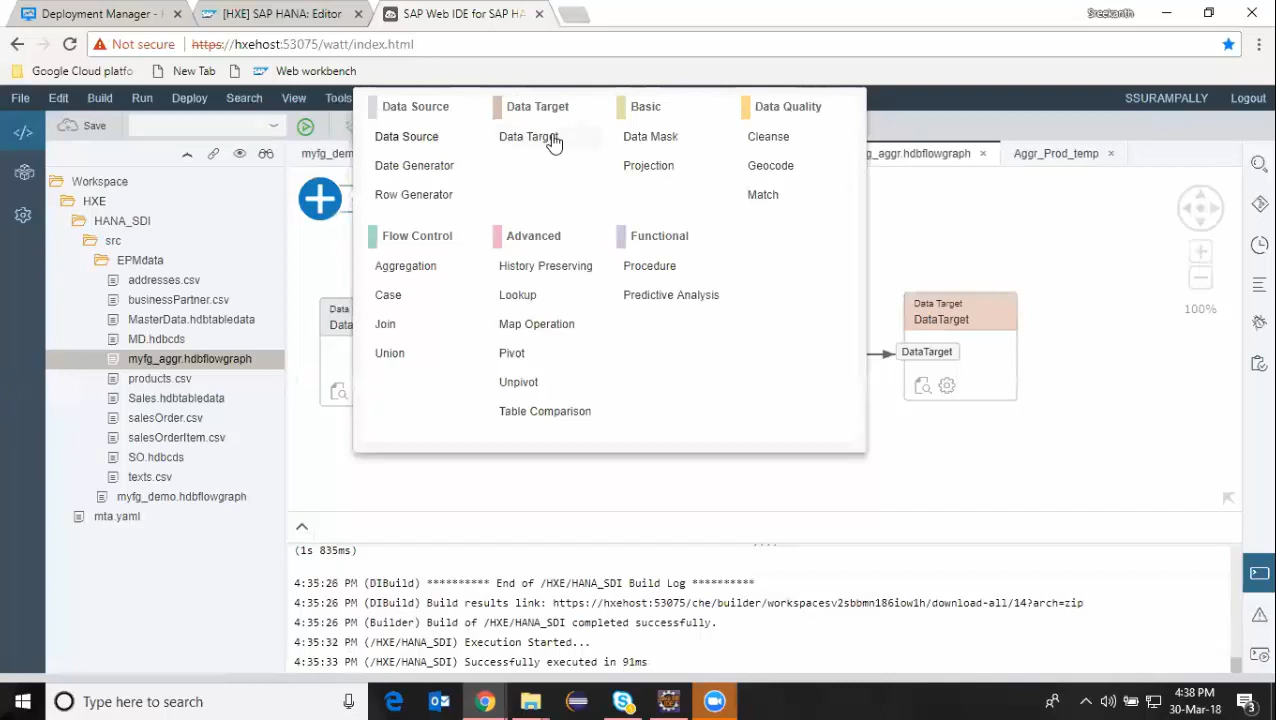 Deployment Manager -
[HXE] SAP HANA: Editor
SAP Web IDE for SAP HA
Sreekanth
Not secure https://hxehost:53075/watt/index.html
Google Cloud platfo New Tab Web workbench
File Edit Build Run Deploy Search View Tools
SSURAMPALLY Logout
Save
myfg_de
g_aggr.hdbflowgraph
Aggr_Prod_temp
Workspace
HXE
HANA_SDI
src
EPMdata
addresses.csv
businessPartner.csv
MasterData.hdbtabledata
MD.hdbcds
myfg_aggr.hdbflowgraph
products.csv
Sales.hdbtabledata
salesOrder.csv
salesOrderItem.csv
SO.hdbcds
texts.csv
myfg_demo.hdbflowgraph
mta.yaml
Data Source
Data Source
Date Generator
Row Generator
Data Target
Data Target
Basic
Data Mask
Projection
Data Quality
Cleanse
Geocode
Match
Flow Control
Aggregation
Case
Join
Union
Advanced
History Preserving
Lookup
Map Operation
Pivot
Unpivot
Table Comparison
Functional
Procedure
Predictive Analysis
Data
Data
Data Target
DataTarget
DataTarget
100%
(1s 835ms)
4:35:26 PM (DIBuild) ********** End of /HXE/HANA_SDI Build Log **********
4:35:26 PM (DIBuild) Build results link: https://hxehost:53075/che/builder/workspacesv2sbbmn186iow1h/download-all/14?arch=zip
4:35:26 PM (Builder) Build of /HXE/HANA_SDI completed successfully.
4:35:32 PM (/HXE/HANA_SDI) Execution Started...
4:35:33 PM (/HXE/HANA_SDI) Successfully executed in 91ms
Type here to search
4:38 PM
30-Mar-18
3